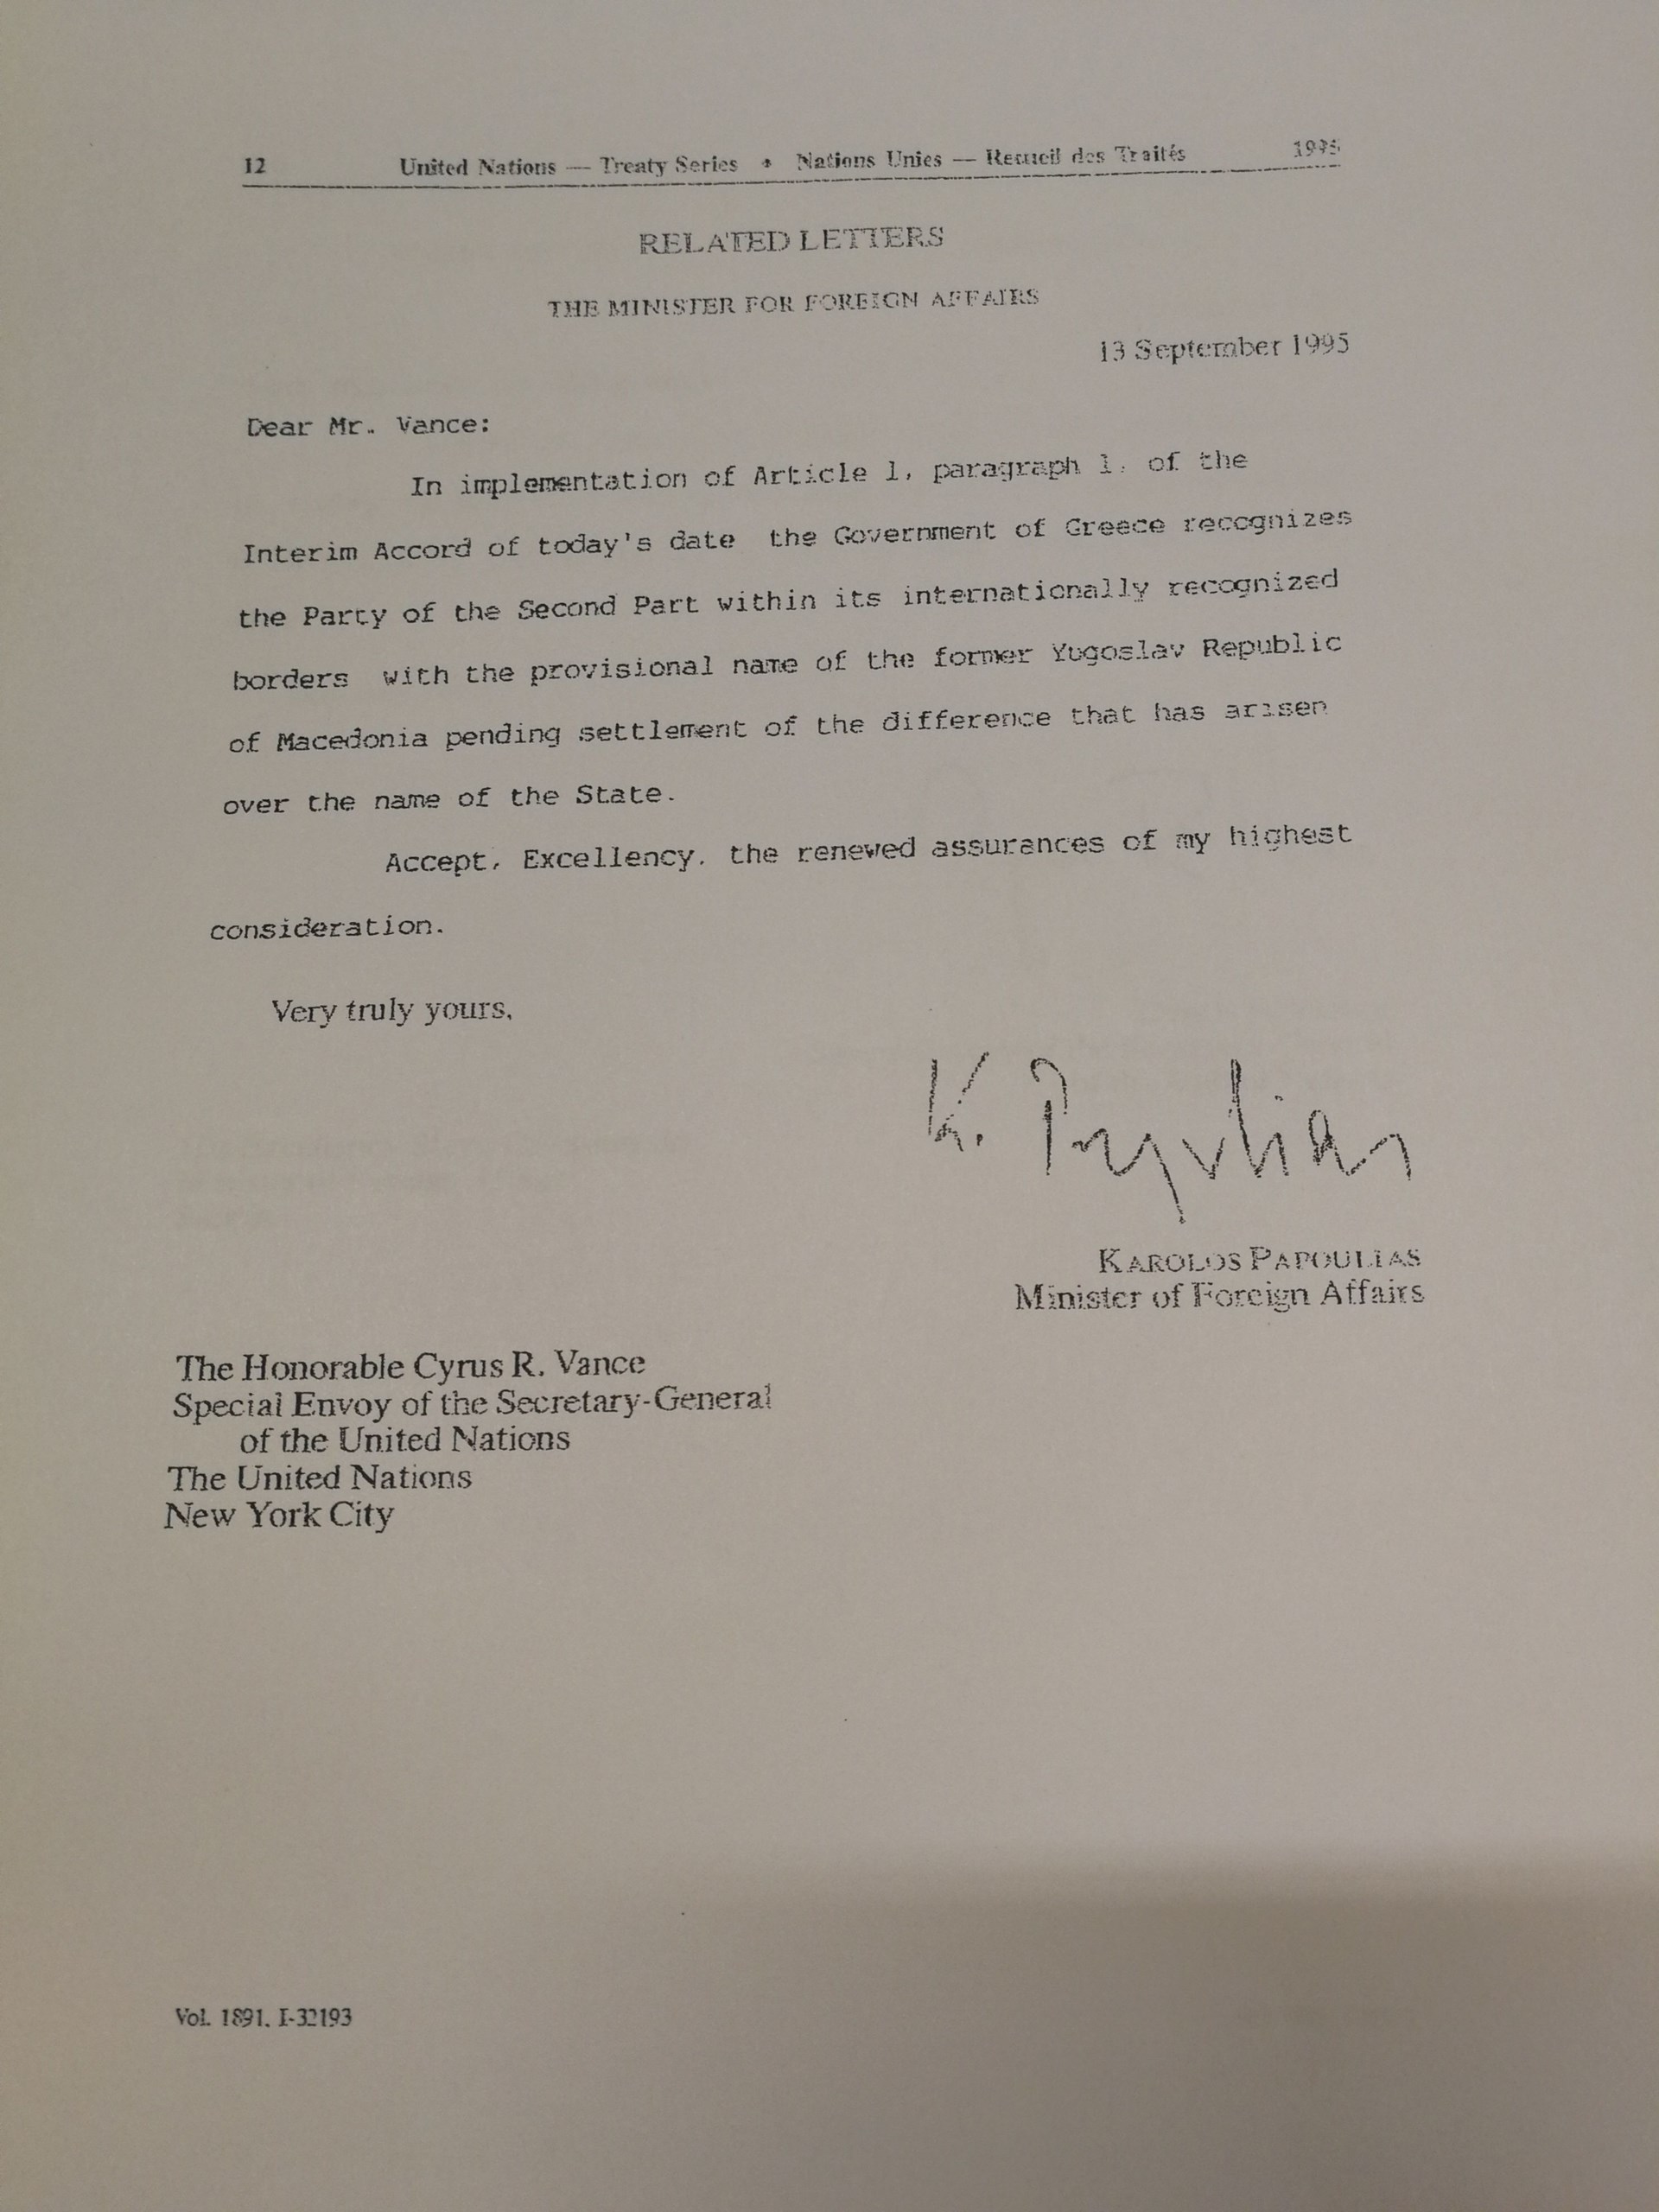 12 United Nations — Treaty Series • Nations Unies — Recueil des Traités 1995
RELATED LETTERS
THE MINISTER FOR FOREIGN AFFAIRS
13 September 1995
Dear Mr. Vance:
In implementation of Article 1, paragraph 1, of the
Interim Accord of today's date the Government of Greece recognizes
the Party of the Second Part within its internationally recognized
borders with the provisional name of the former Yugoslav Republic
of Macedonia pending settlement of the difference that has arisen
over the name of the State.
Accept, Excellency, the renewed assurances of my highest
consideration.
Very truly yours,
K. Papoulias
KAROLOS PAPOULIAS
Minister of Foreign Affairs
The Honorable Cyrus R. Vance
Special Envoy of the Secretary-General
of the United Nations
The United Nations
New York City
Vol. 1891, I-32193